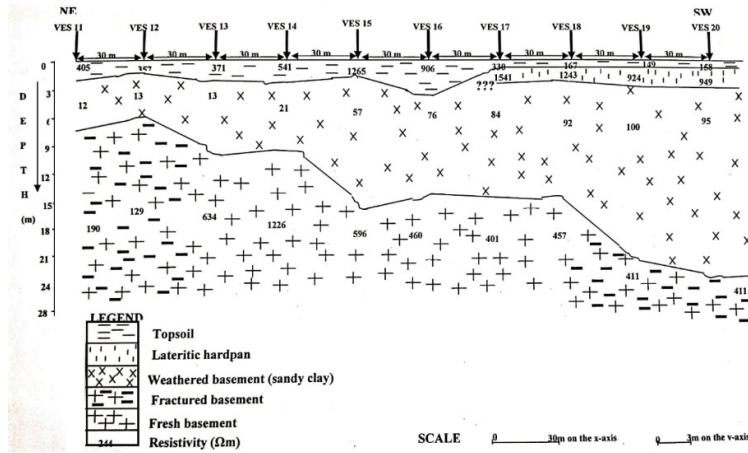 NE SW
VES 11 VES 12 VES 13 VES 14 VES 15 VES 16 VES 17 VES 18 VES 19 VES 20
30 m 30 m 30 m 30 m 30 m 30 m 30 m 30 m 30 m
0 405 357 371 541 1265 906 330 167 149 158
1541 1243 924 949
D 3 12 13 13 21 57 76 ??? 84 92 100 95
E 6
P 9
T 12
H 15 190 129 634 1226 596 460 401 457
(m) 18
21 411
24 411
28
LEGEND
Topsoil
Lateritic hardpan
Weathered basement (sandy clay)
Fractured basement
Fresh basement
244 Resistivity (Ωm)
SCALE 0 30m on the x-axis 0 3m on the v-axis